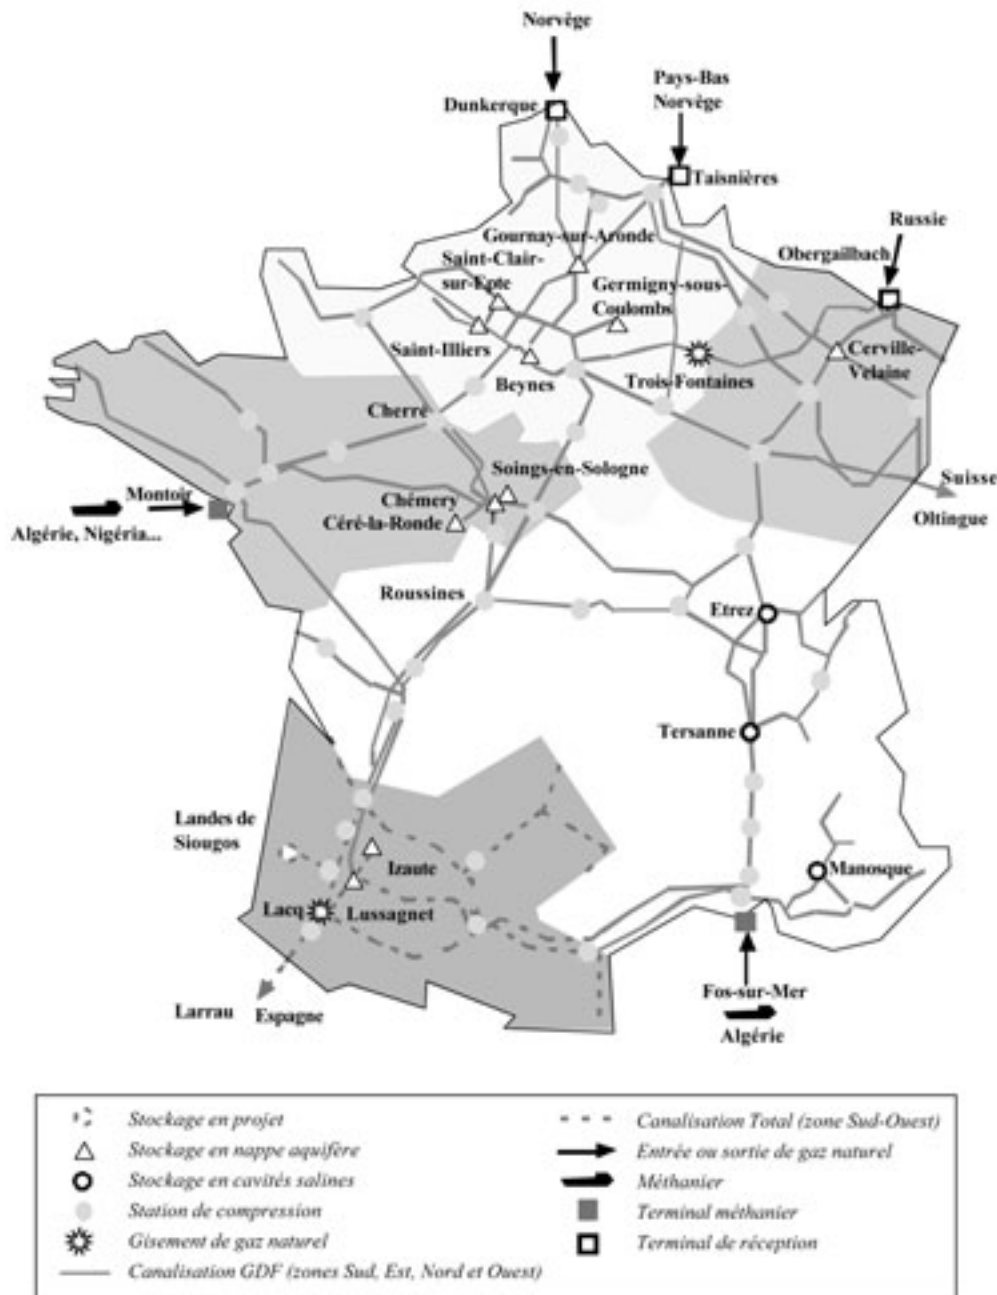 Norvège
Pays-Bas
Norvège
Dunkerque
Taisnières
Russie
Gournay-sur-Aronde
Obergailbach
Saint-Clair-
sur-Epte
Germigny-sous-
Coulombs
Saint-Illiers
Cerville-
Velaine
Beynes
Trois-Fontaines
Cherré
Soings-en-Sologne
Suisse
Montoir
Chémery
Oltingue
Algérie, Nigéria...
Céré-la-Ronde
Roussines
Etrez
Tersanne
Landes de
Siougos
Izaute
Manosque
Lacq
Lussagnet
Fos-sur-Mer
Larrau
Espagne
Algérie
Stockage en projet
Stockage en nappe aquifère
Stockage en cavités salines
Station de compression
Gisement de gaz naturel
Canalisation GDF (zones Sud, Est, Nord et Ouest)
Canalisation Total (zone Sud-Ouest)
Entrée ou sortie de gaz naturel
Méthanier
Terminal méthanier
Terminal de réception